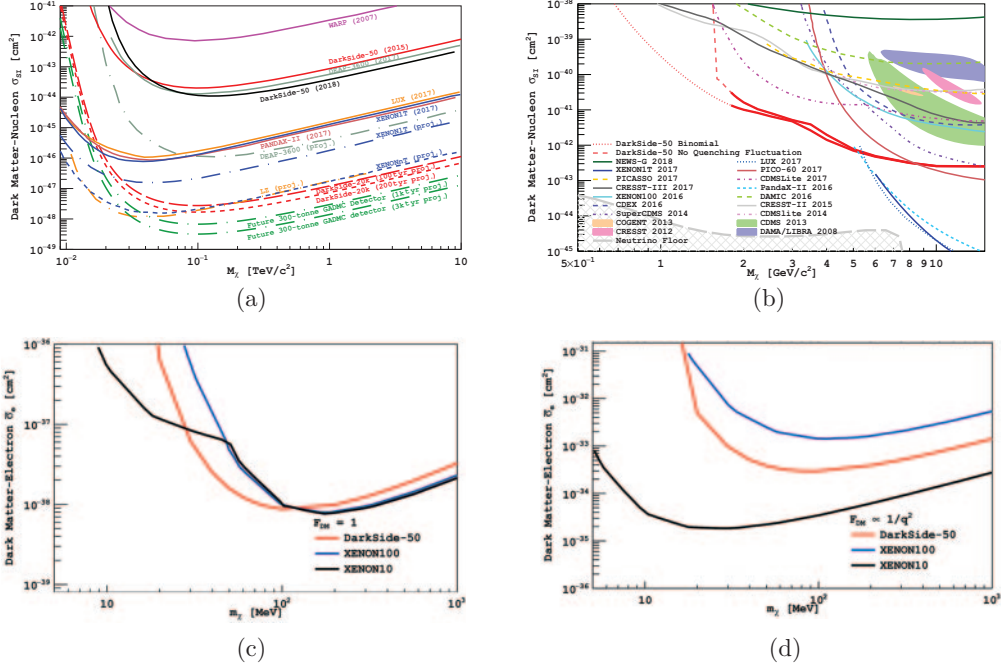 Dark Matter-Nucleon σSI [cm²]
10⁻⁴¹
10⁻⁴²
10⁻⁴³
10⁻⁴⁴
10⁻⁴⁵
10⁻⁴⁶
10⁻⁴⁷
10⁻⁴⁸
10⁻⁴⁹
WARP (2007)
DarkSide-50 (2015)
DEAP-3600 (2017)
DarkSide-50 (2018)
LUX (2017)
XENON1T (2017)
PANDAX-II (2017)
XENON1T (proj.)
DEAP-3600 (proj.)
XENONnT (proj.)
LZ (proj.)
DarkSide-20k (100tyr proj.)
DarkSide-20k (200tyr proj.)
Future 300-tonne GADMC detector (1ktyr proj.)
Future 300-tonne GADMC detector (3ktyr proj.)
10⁻² 10⁻¹ 1 10
Mχ [TeV/c²]
(a)
Dark Matter-Nucleon σSI [cm²]
10⁻³⁸
10⁻³⁹
10⁻⁴⁰
10⁻⁴¹
10⁻⁴²
10⁻⁴³
10⁻⁴⁴
10⁻⁴⁵
DarkSide-50 Binomial
DarkSide-50 No Quenching Fluctuation
NEWS-G 2018 LUX 2017
XENON1T 2017 PICO-60 2017
PICASSO 2017 CDMSLite 2017
CRESST-III 2017 PandaX-II 2016
XENON100 2016 DAMIC 2016
CDEX 2016 CRESST-II 2015
SuperCDMS 2014 CDMSlite 2014
COGENT 2013 CDMS 2013
CRESST 2012 DAMA/LIBRA 2008
Neutrino Floor
5×10⁻¹ 1 2 3 4 5 6 7 8 9 10
Mχ [GeV/c²]
(b)
Dark Matter-Electron σ̅e [cm²]
10⁻³⁶
10⁻³⁷
10⁻³⁸
10⁻³⁹
FDM = 1
DarkSide-50
XENON100
XENON10
10 10² 10³
mχ [MeV]
(c)
Dark Matter-Electron σ̅e [cm²]
10⁻³¹
10⁻³²
10⁻³³
10⁻³⁴
10⁻³⁵
10⁻³⁶
FDM ∝ 1/q²
DarkSide-50
XENON100
XENON10
10 10² 10³
mχ [MeV]
(d)